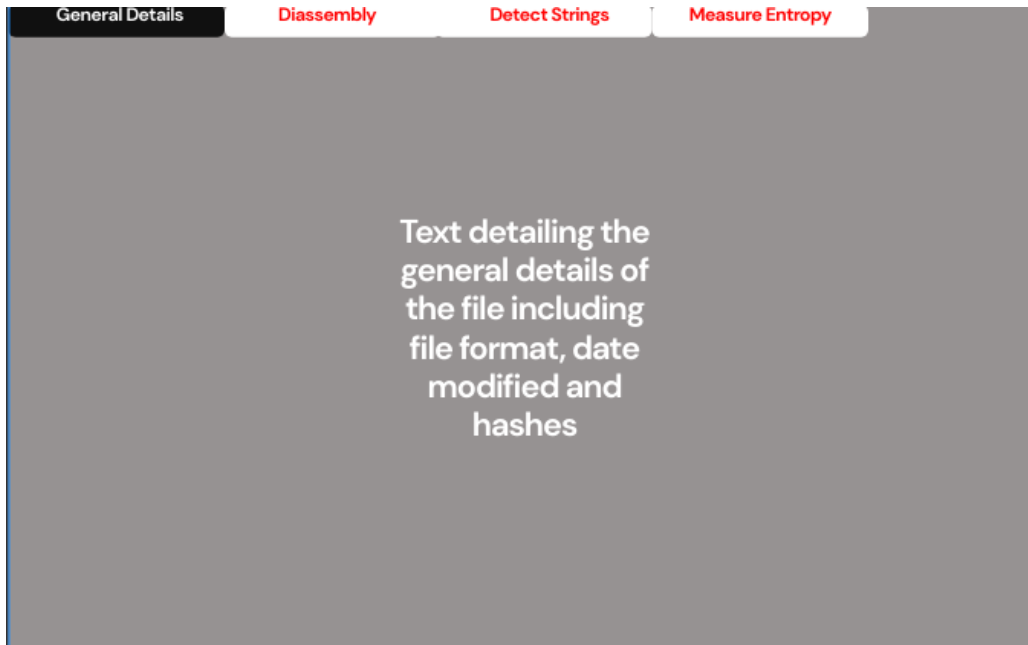 General Details
Diassembly
Detect Strings
Measure Entropy
Text detailing the
general details of
the file including
file format, date
modified and
hashes